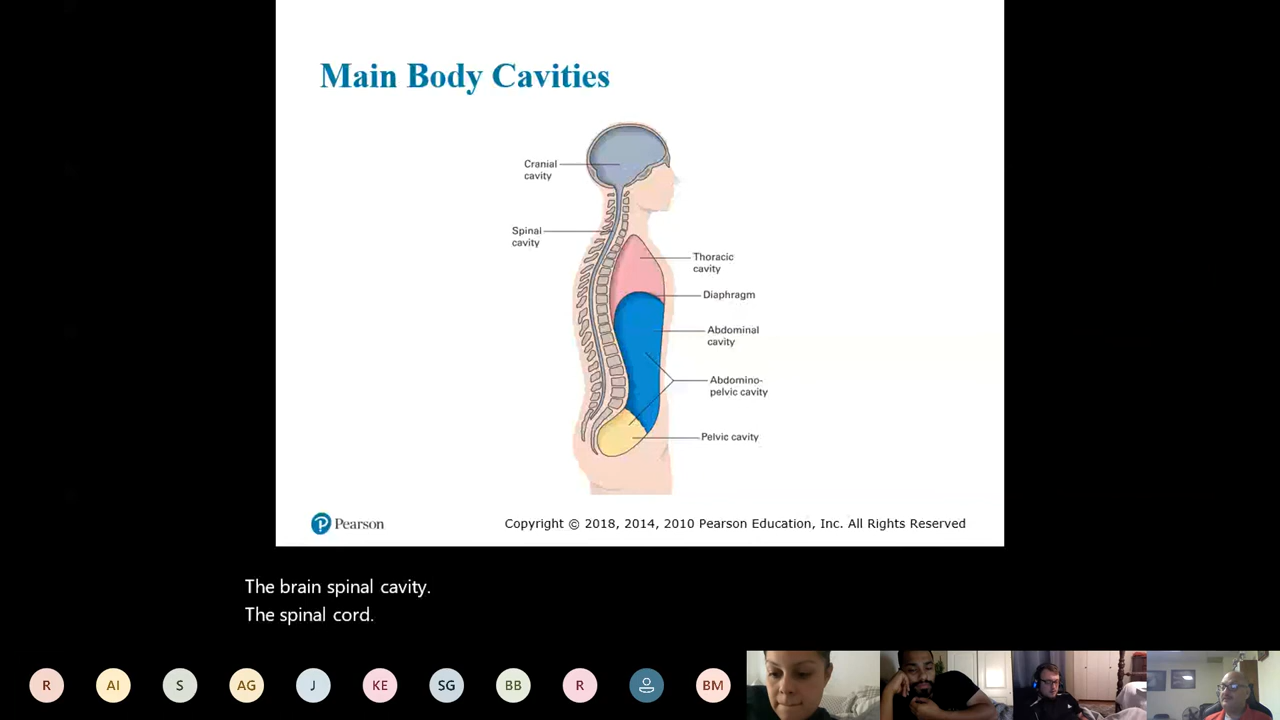 Main Body Cavities
Cranial
cavity
Spinal
cavity
Thoracic
cavity
Diaphragm
Abdominal
cavity
Abdomino-
pelvic cavity
Pelvic cavity
P Pearson
Copyright © 2018, 2014, 2010 Pearson Education, Inc. All Rights Reserved
The brain spinal cavity.
The spinal cord.
R AI S AG J KE SG BB R BM